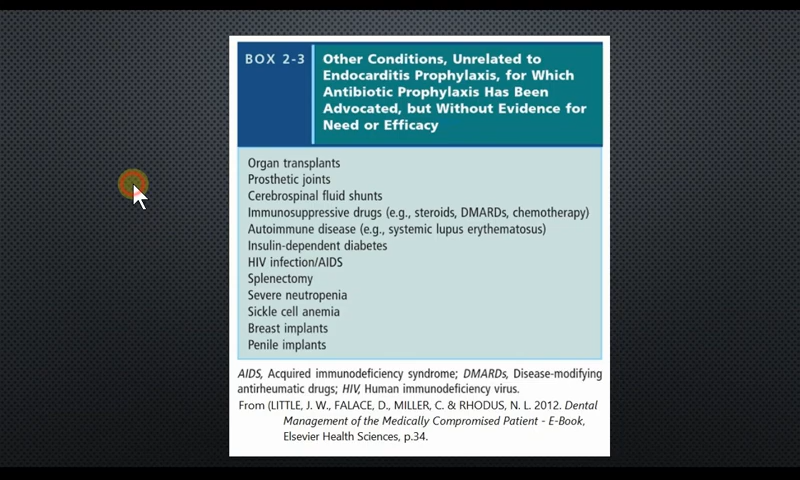 BOX 2-3
Other Conditions, Unrelated to
Endocarditis Prophylaxis, for Which
Antibiotic Prophylaxis Has Been
Advocated, but Without Evidence for
Need or Efficacy
Organ transplants
Prosthetic joints
Cerebrospinal fluid shunts
Immunosuppressive drugs (e.g., steroids, DMARDs, chemotherapy)
Autoimmune disease (e.g., systemic lupus erythematosus)
Insulin-dependent diabetes
HIV infection/AIDS
Splenectomy
Severe neutropenia
Sickle cell anemia
Breast implants
Penile implants
AIDS, Acquired immunodeficiency syndrome; DMARDs, Disease-modifying
antirheumatic drugs; HIV, Human immunodeficiency virus.
From (LITTLE, J. W., FALACE, D., MILLER, C. & RHODUS, N. L. 2012. Dental
Management of the Medically Compromised Patient - E-Book,
Elsevier Health Sciences, p.34.